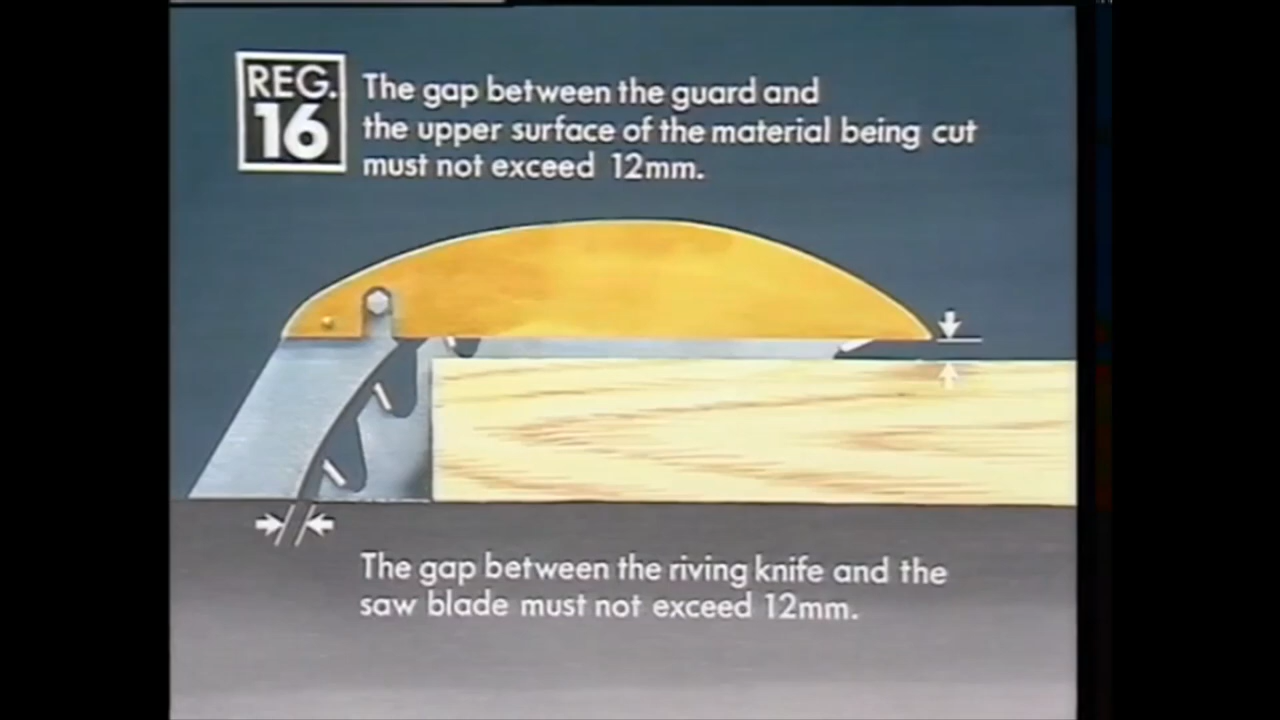 REG.
16
The gap between the guard and
the upper surface of the material being cut
must not exceed 12mm.
The gap between the riving knife and the
saw blade must not exceed 12mm.